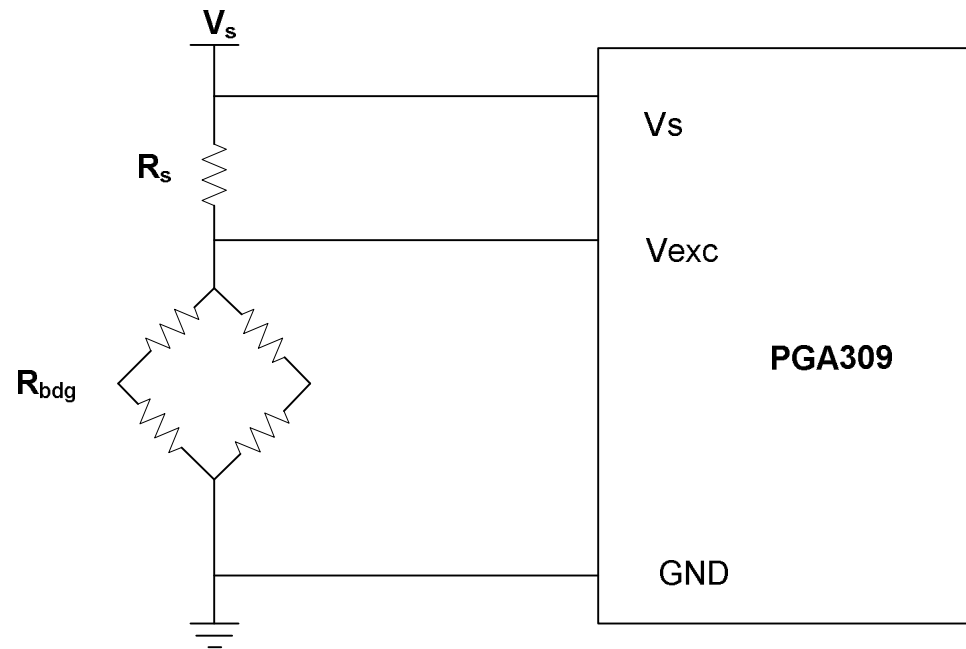 Vs
Vs
Rs
Vexc
PGA309
Rbdg
GND